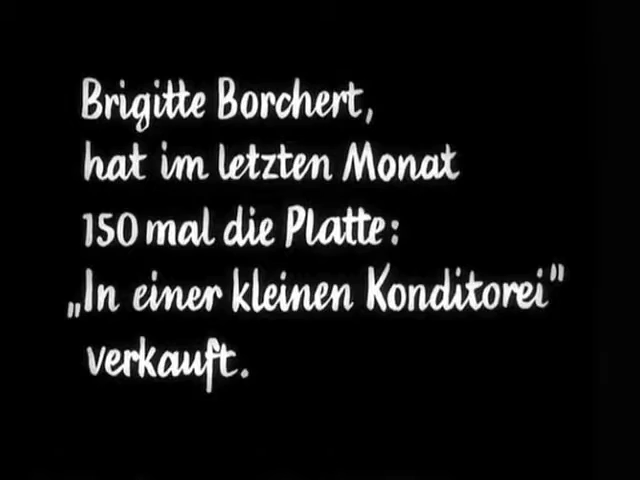 Brigitte Borchert,
hat im letzten Monat
150 mal die Platte:
„In einer kleinen Konditorei"
verkauft.